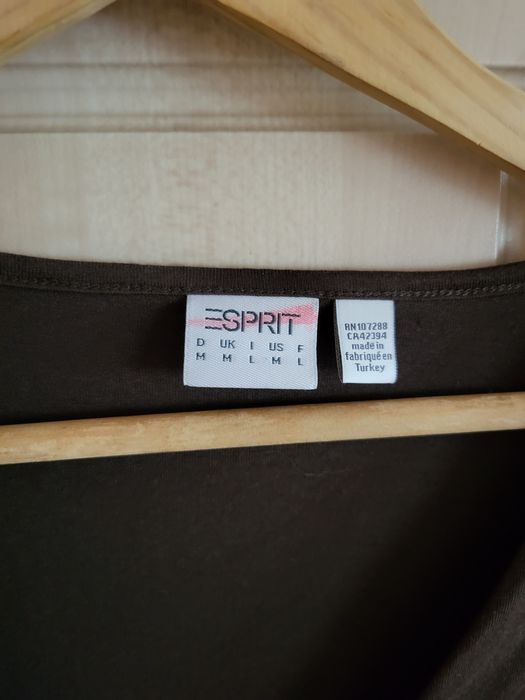 ESPRIT
D UK I US F
M M L M L
RN107288
CA42394
made in
fabriqué en
Turkey